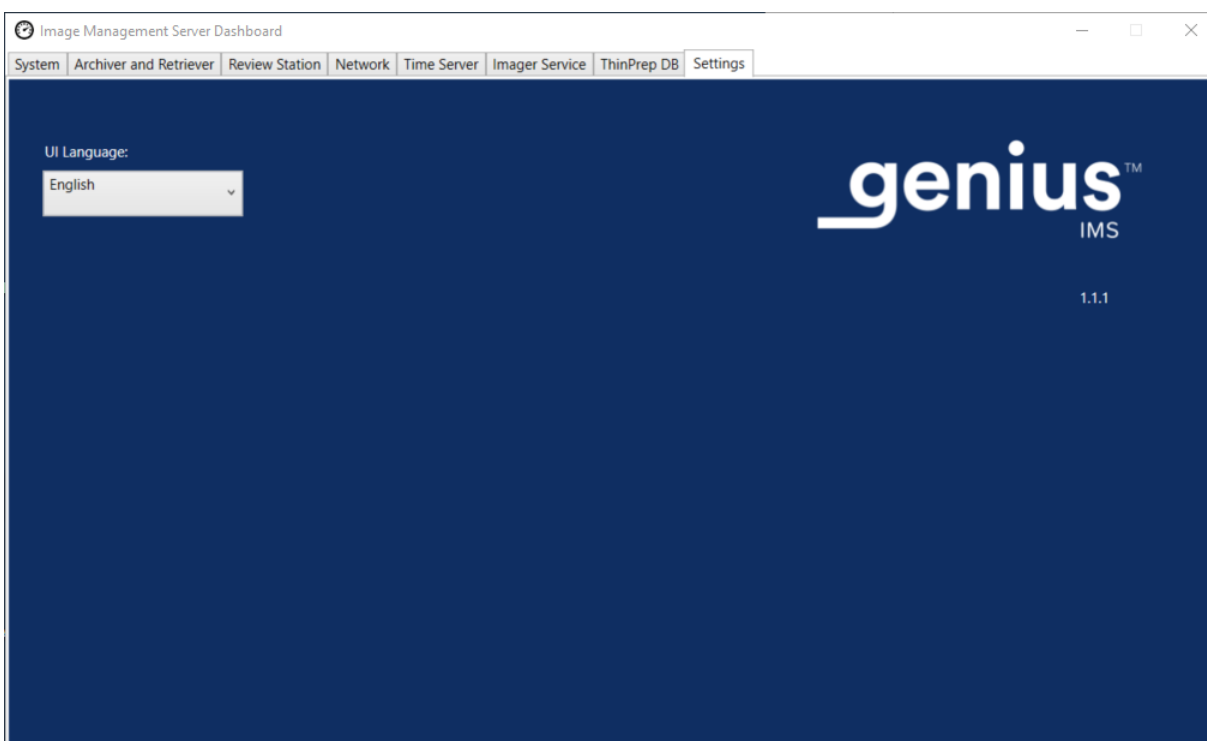 Image Management Server Dashboard
System Archiver and Retriever Review Station Network Time Server Imager Service ThinPrep DB Settings
UI Language:
English
genius™
IMS
1.1.1